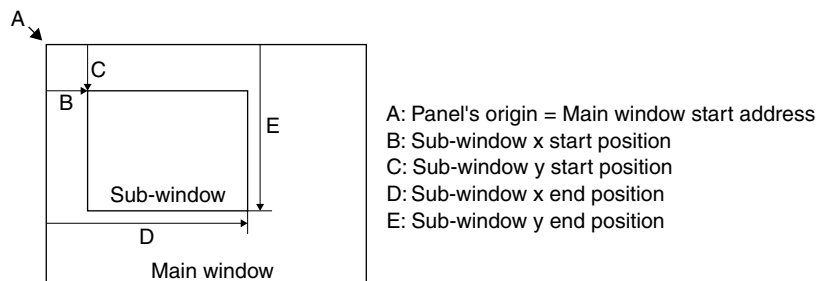 A
C
B
E
Sub-window
D
Main window
A: Panel's origin = Main window start address
B: Sub-window x start position
C: Sub-window y start position
D: Sub-window x end position
E: Sub-window y end position